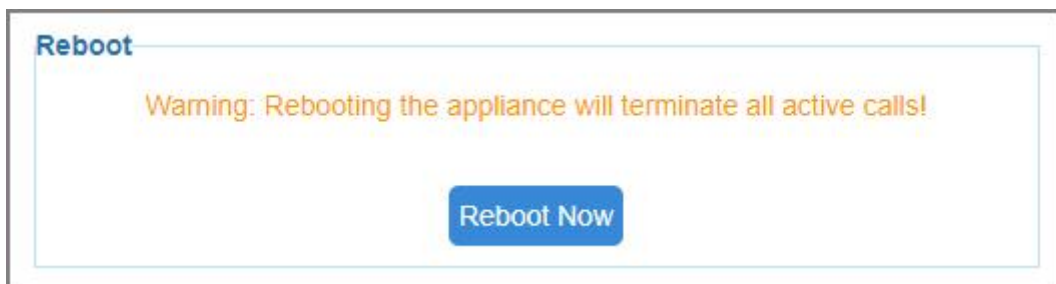 Reboot
Warning: Rebooting the appliance will terminate all active calls!
Reboot Now